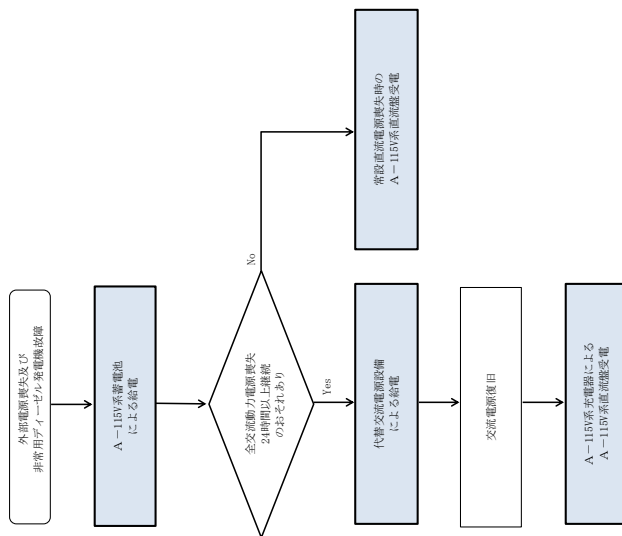 外部電源喪失及び
非常用ディーゼル発電機故障
A－115V系蓄電池
による給電
全交流動力電源喪失
24時間以上継続
のおそれあり
No
Yes
常設直流電源喪失時の
A－115V系直流盤受電
代替交流電源設備
による給電
交流電源復旧
A－115V系充電器による
A－115V系直流盤受電